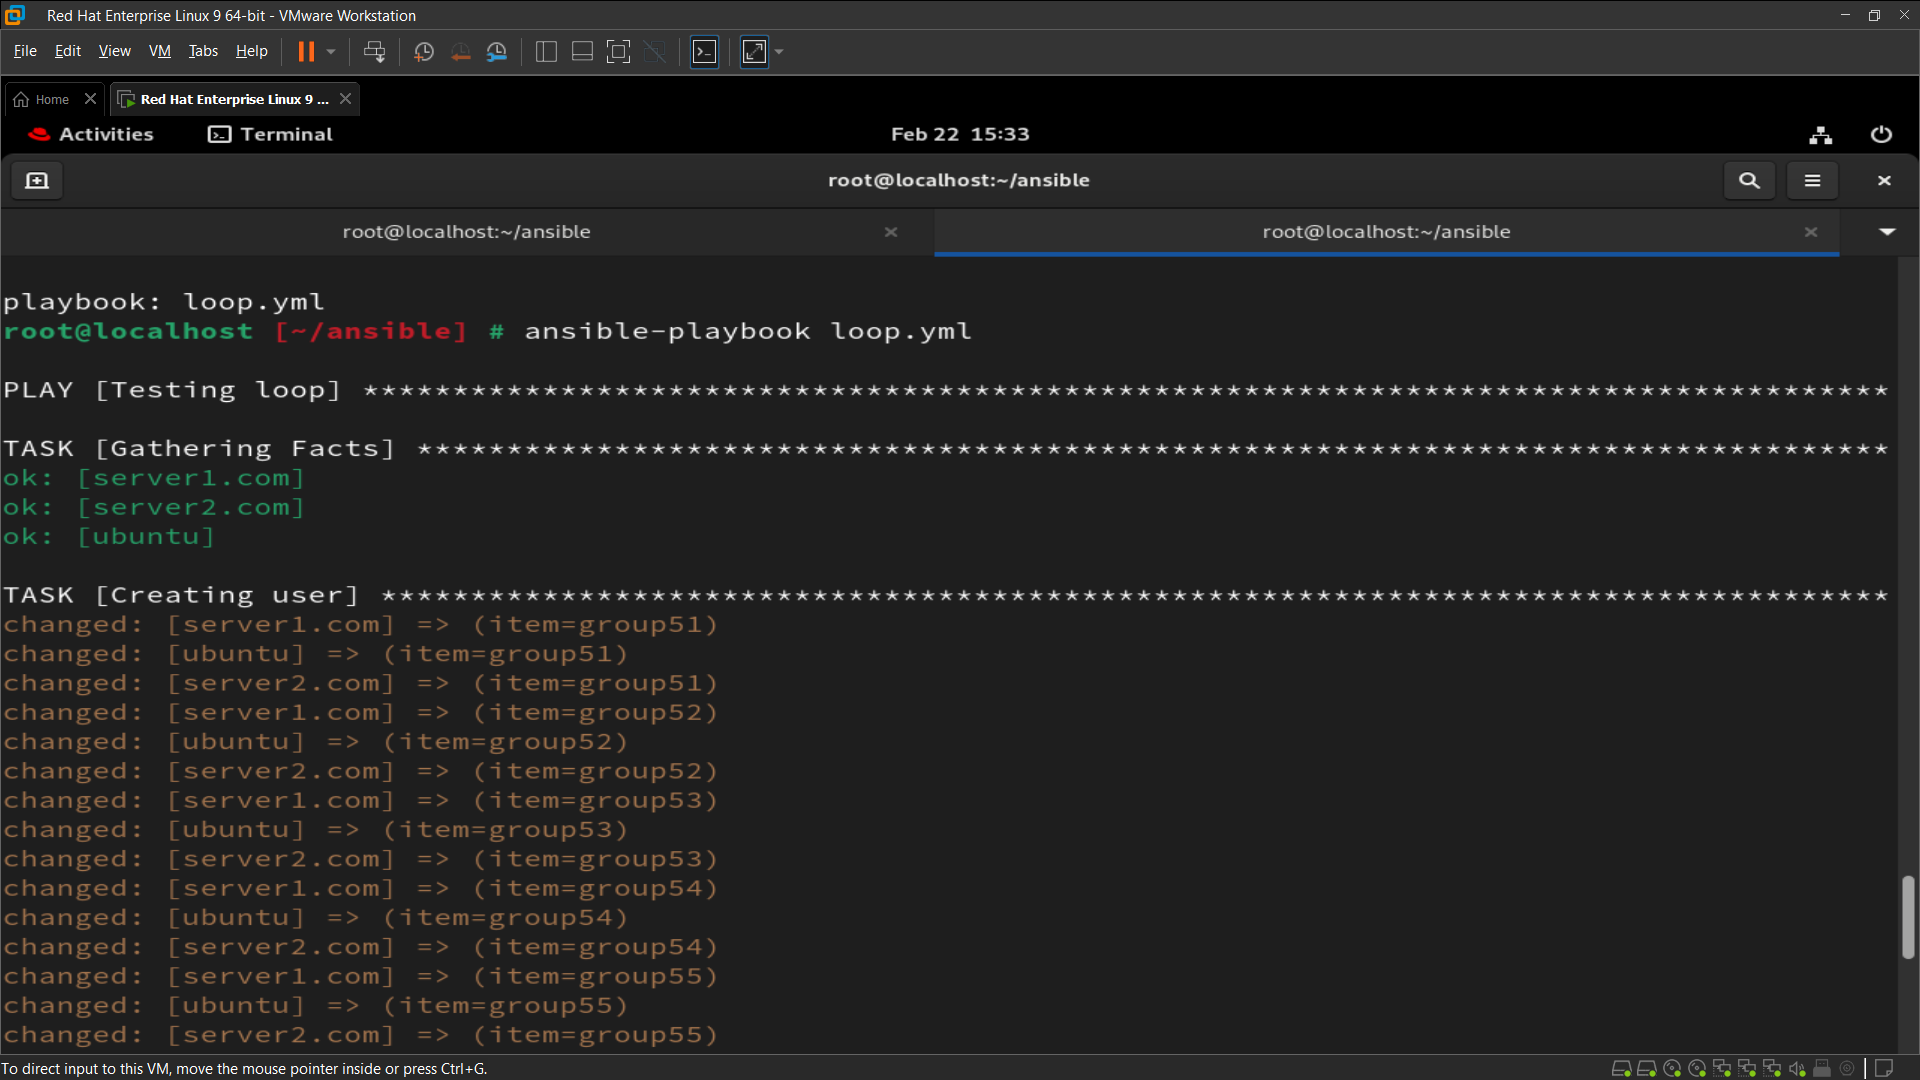 Red Hat Enterprise Linux 9 64-bit - VMware Workstation
File Edit View VM Tabs Help
Home
Red Hat Enterprise Linux 9 ...
Activities Terminal Feb 22 15:33
root@localhost:~/ansible
root@localhost:~/ansible root@localhost:~/ansible
playbook: loop.yml
root@localhost [~/ansible] # ansible-playbook loop.yml
PLAY [Testing loop] *************************************************************************************
TASK [Gathering Facts] **********************************************************************************
ok: [server1.com]
ok: [server2.com]
ok: [ubuntu]
TASK [Creating user] ************************************************************************************
changed: [server1.com] => (item=group51)
changed: [ubuntu] => (item=group51)
changed: [server2.com] => (item=group51)
changed: [server1.com] => (item=group52)
changed: [ubuntu] => (item=group52)
changed: [server2.com] => (item=group52)
changed: [server1.com] => (item=group53)
changed: [ubuntu] => (item=group53)
changed: [server2.com] => (item=group53)
changed: [server1.com] => (item=group54)
changed: [ubuntu] => (item=group54)
changed: [server2.com] => (item=group54)
changed: [server1.com] => (item=group55)
changed: [ubuntu] => (item=group55)
changed: [server2.com] => (item=group55)
To direct input to this VM, move the mouse pointer inside or press Ctrl+G.